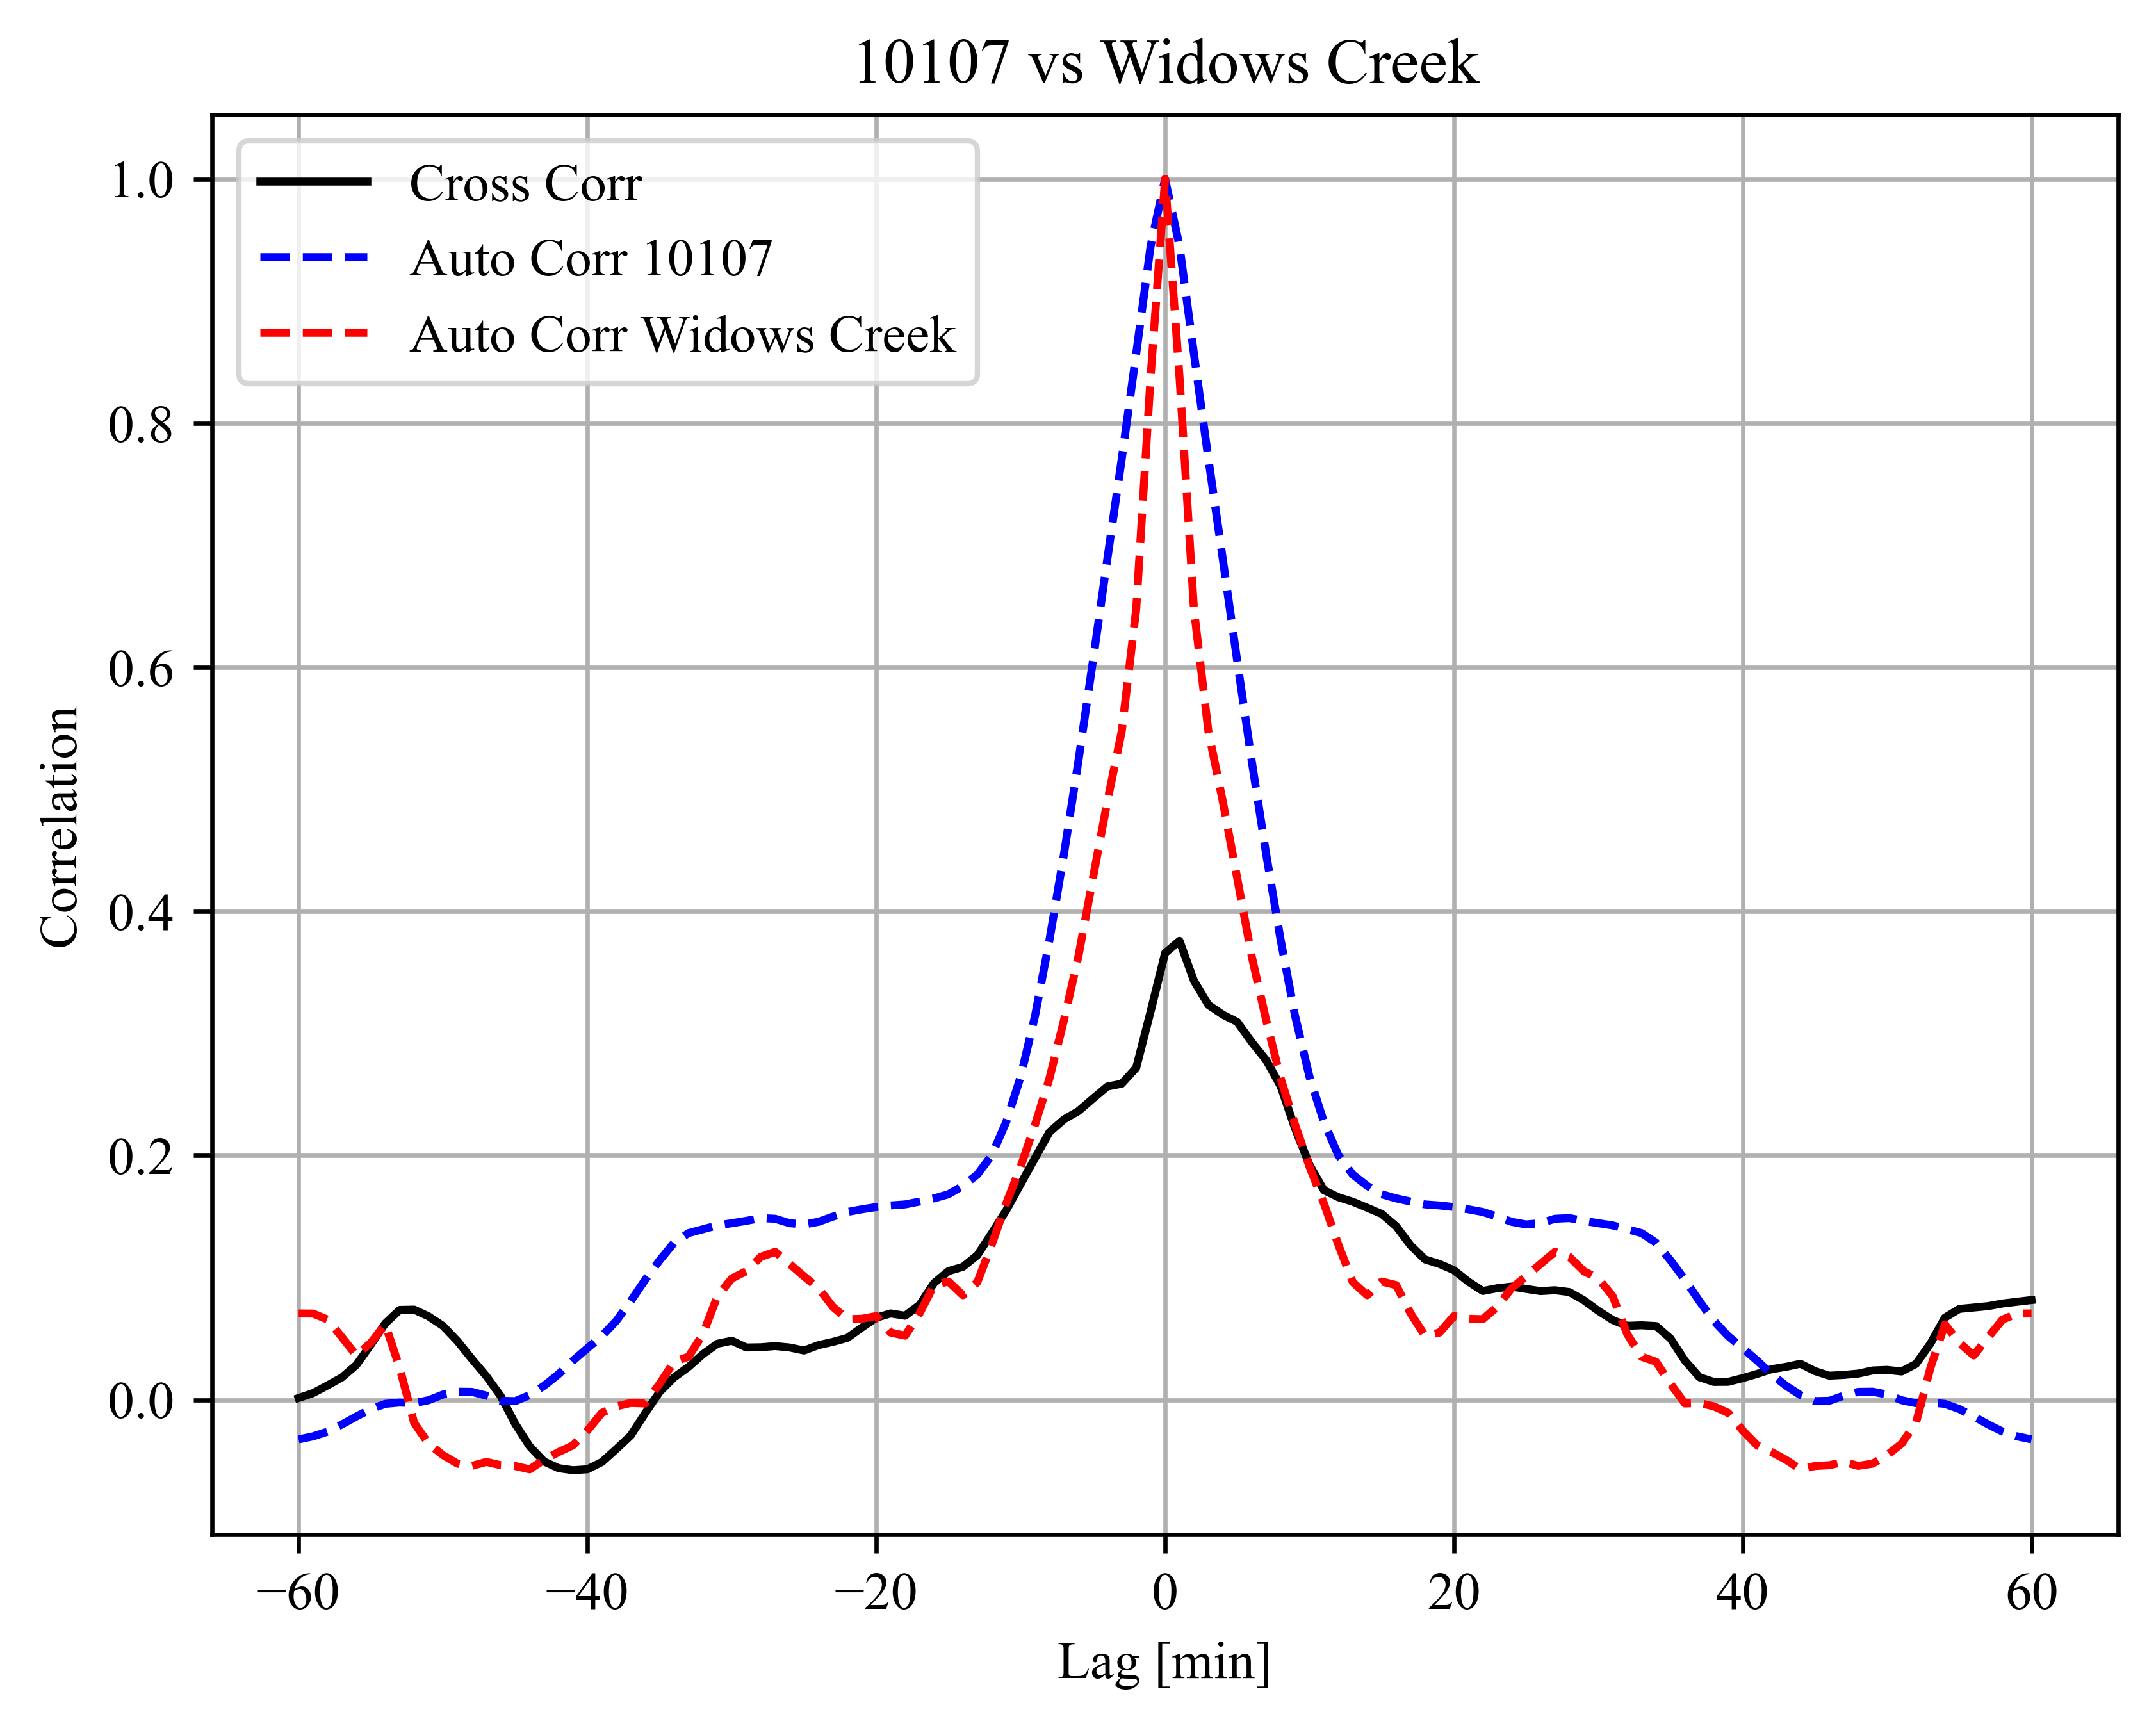 10107 vs Widows Creek
Cross Corr
Auto Corr 10107
Auto Corr Widows Creek
1.0
0.8
0.6
0.4
0.2
0.0
Correlation
−60 −40 −20 0 20 40 60
Lag [min]